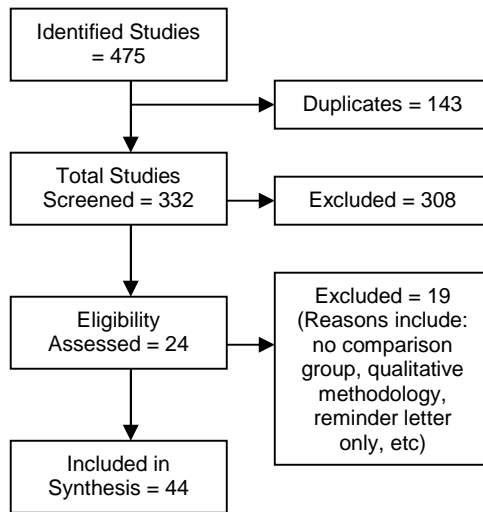 Identified Studies
= 475
Duplicates = 143
Total Studies
Screened = 332
Excluded = 308
Eligibility
Assessed = 24
Excluded = 19
(Reasons include:
no comparison
group, qualitative
methodology,
reminder letter
only, etc)
Included in
Synthesis = 44